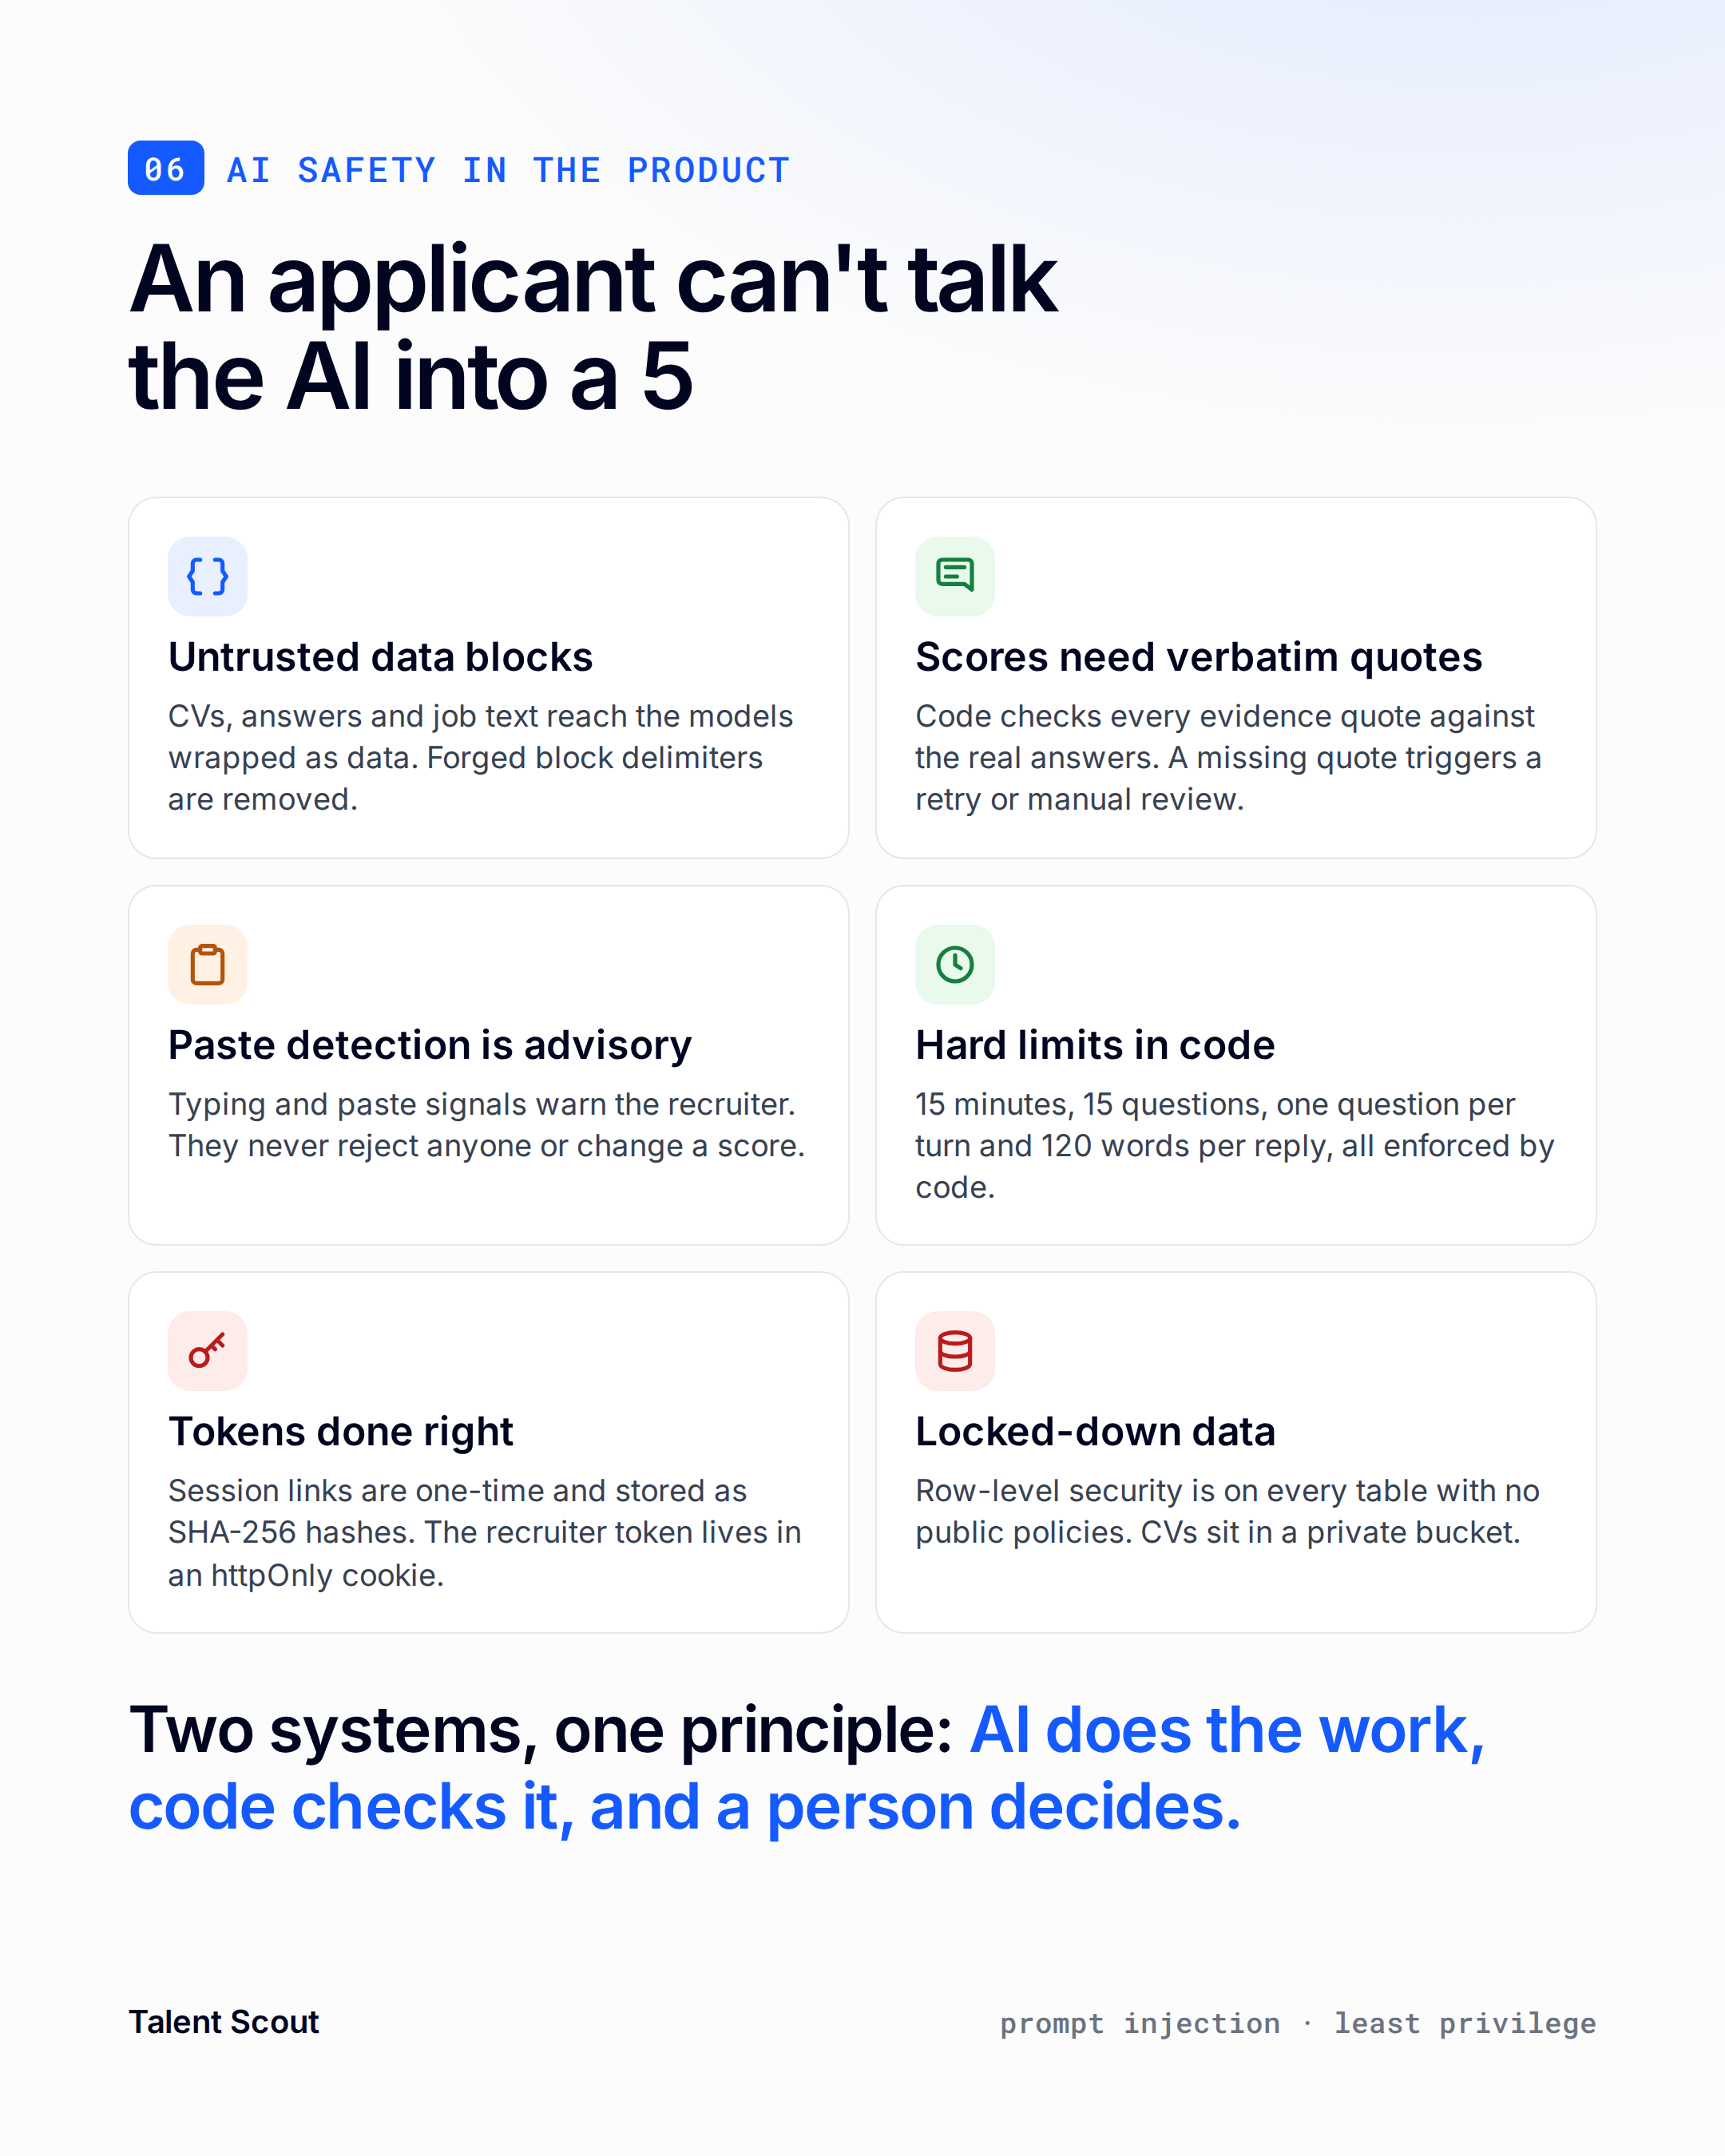 06 AI SAFETY IN THE PRODUCT
An applicant can't talk
the AI into a 5
Untrusted data blocks
CVs, answers and job text reach the models
wrapped as data. Forged block delimiters
are removed.
Scores need verbatim quotes
Code checks every evidence quote against
the real answers. A missing quote triggers a
retry or manual review.
Paste detection is advisory
Typing and paste signals warn the recruiter.
They never reject anyone or change a score.
Hard limits in code
15 minutes, 15 questions, one question per
turn and 120 words per reply, all enforced by
code.
Tokens done right
Session links are one-time and stored as
SHA-256 hashes. The recruiter token lives in
an httpOnly cookie.
Locked-down data
Row-level security is on every table with no
public policies. CVs sit in a private bucket.
Two systems, one principle: AI does the work,
code checks it, and a person decides.
Talent Scout
prompt injection · least privilege